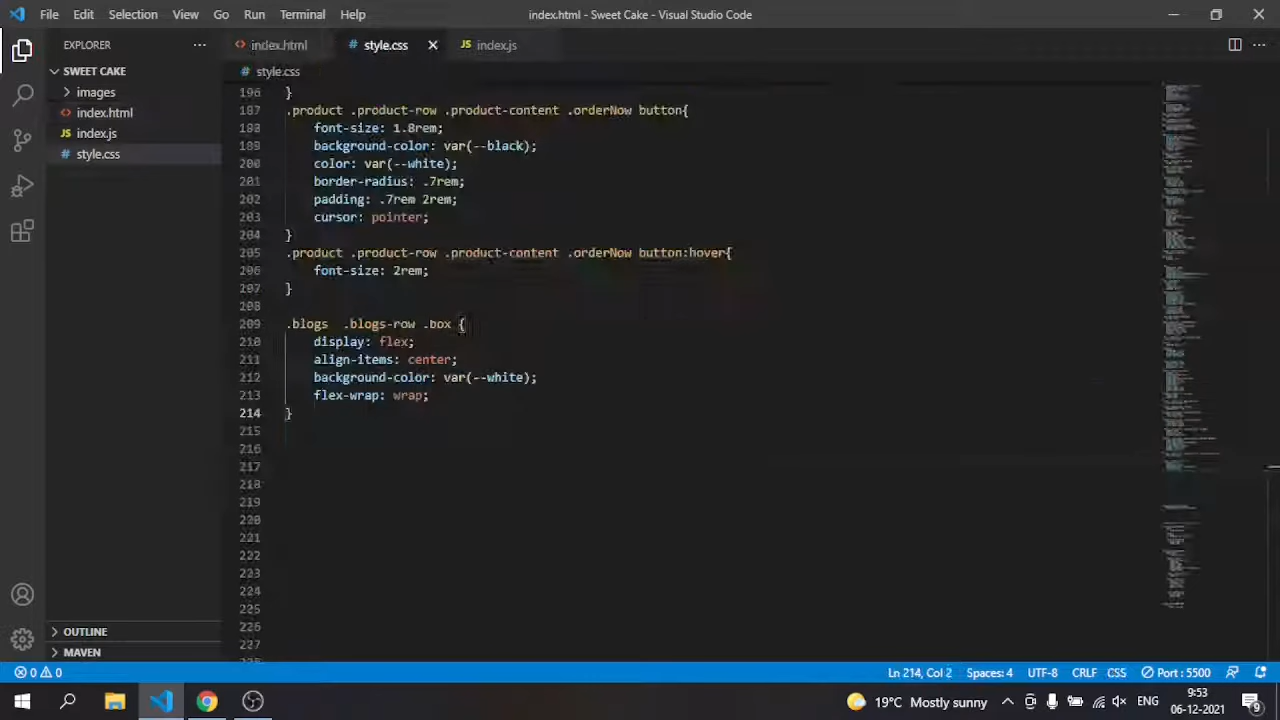 File Edit Selection View Go Run Terminal Help
index.html - Sweet Cake - Visual Studio Code
EXPLORER
index.html
style.css
index.js
SWEET CAKE
images
index.html
index.js
style.css
OUTLINE
MAVEN
style.css
196 }
197 .product .product-row .product-content .orderNow button{
198 font-size: 1.8rem;
199 background-color: var(--black);
200 color: var(--white);
201 border-radius: .7rem;
202 padding: .7rem 2rem;
203 cursor: pointer;
204 }
205 .product .product-row .product-content .orderNow button:hover{
206 font-size: 2rem;
207 }
208
209 .blogs .blogs-row .box {
210 display: flex;
211 align-items: center;
212 background-color: var(--white);
213 flex-wrap: wrap;
214 }
215
216
217
218
219
220
221
222
223
224
225
226
227
0 0
Ln 214, Col 2
Spaces: 4
UTF-8
CRLF
CSS
Port : 5500
19°C Mostly sunny
ENG
9:53
06-12-2021